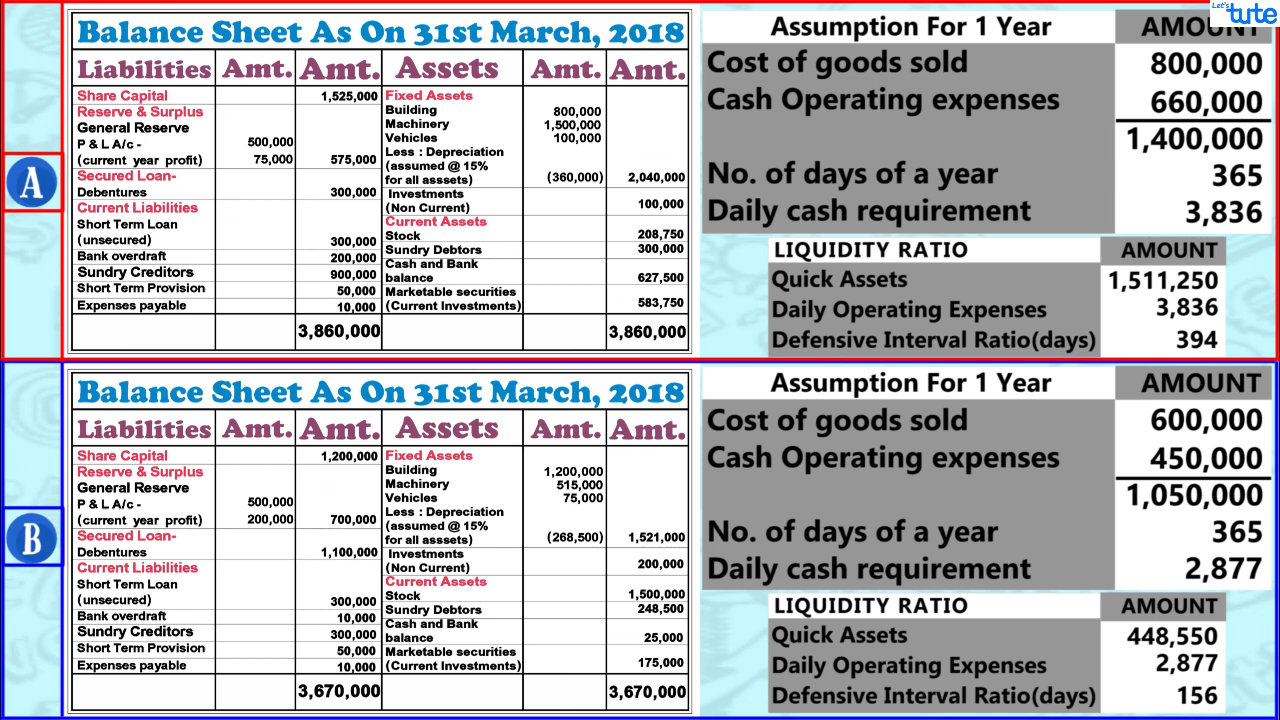 Let's tute
A
Balance Sheet As On 31st March, 2018
Liabilities Amt. Amt. Assets Amt. Amt.
Share Capital 1,525,000 Fixed Assets
Reserve & Surplus Building 800,000
General Reserve Machinery 1,500,000
P & L A/c - 500,000 Vehicles 100,000
(current year profit) 75,000 575,000 Less : Depreciation
(assumed @ 15%
Secured Loan- for all asssets) (360,000) 2,040,000
Debentures 300,000 Investments
Current Liabilities (Non Current) 100,000
Short Term Loan Current Assets
(unsecured) 300,000 Stock 208,750
Bank overdraft 200,000 Sundry Debtors 300,000
Sundry Creditors 900,000 Cash and Bank
balance 627,500
Short Term Provision 50,000 Marketable securities
Expenses payable 10,000 (Current Investments) 583,750
3,860,000 3,860,000
Assumption For 1 Year AMOUNT
Cost of goods sold 800,000
Cash Operating expenses 660,000
1,400,000
No. of days of a year 365
Daily cash requirement 3,836
LIQUIDITY RATIO AMOUNT
Quick Assets 1,511,250
Daily Operating Expenses 3,836
Defensive Interval Ratio(days) 394
B
Balance Sheet As On 31st March, 2018
Liabilities Amt. Amt. Assets Amt. Amt.
Share Capital 1,200,000 Fixed Assets
Reserve & Surplus Building 1,200,000
General Reserve Machinery 515,000
P & L A/c - 500,000 Vehicles 75,000
(current year profit) 200,000 700,000 Less : Depreciation
(assumed @ 15%
Secured Loan- for all asssets) (268,500) 1,521,000
Debentures 1,100,000 Investments
Current Liabilities (Non Current) 200,000
Short Term Loan Current Assets
(unsecured) 300,000 Stock 1,500,000
Bank overdraft 10,000 Sundry Debtors 248,500
Sundry Creditors 300,000 Cash and Bank
balance 25,000
Short Term Provision 50,000 Marketable securities
Expenses payable 10,000 (Current Investments) 175,000
3,670,000 3,670,000
Assumption For 1 Year AMOUNT
Cost of goods sold 600,000
Cash Operating expenses 450,000
1,050,000
No. of days of a year 365
Daily cash requirement 2,877
LIQUIDITY RATIO AMOUNT
Quick Assets 448,550
Daily Operating Expenses 2,877
Defensive Interval Ratio(days) 156